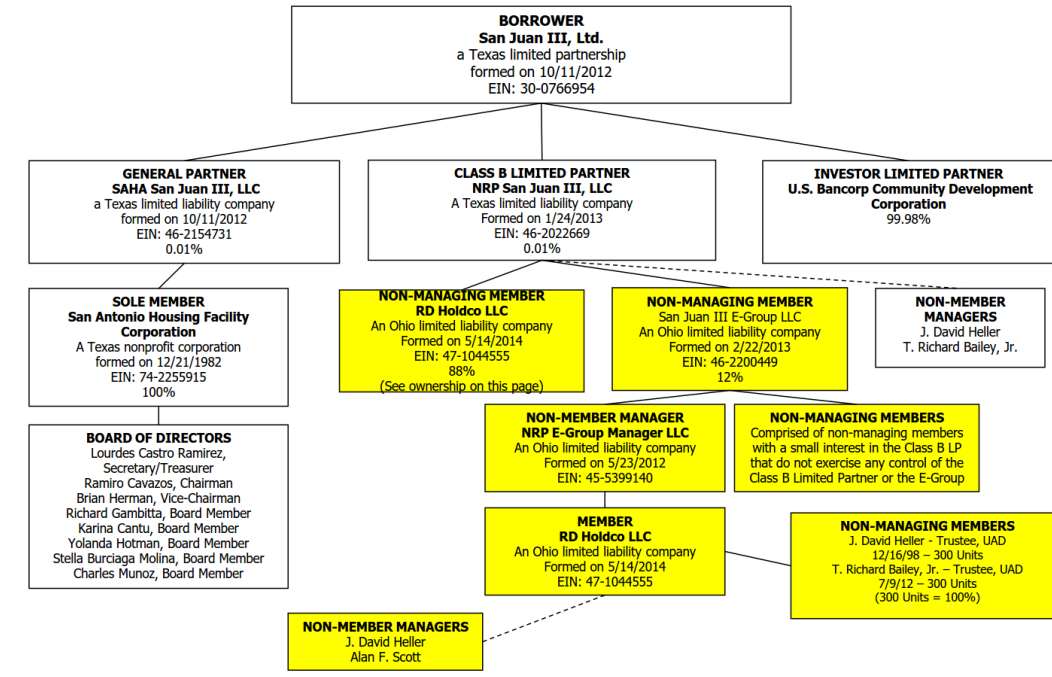 BORROWER
San Juan III, Ltd.
a Texas limited partnership
formed on 10/11/2012
EIN: 30-0766954
GENERAL PARTNER
SAHA San Juan III, LLC
a Texas limited liability company
formed on 10/11/2012
EIN: 46-2154731
0.01%
CLASS B LIMITED PARTNER
NRP San Juan III, LLC
A Texas limited liability company
Formed on 1/24/2013
EIN: 46-2022669
0.01%
INVESTOR LIMITED PARTNER
U.S. Bancorp Community Development
Corporation
99.98%
SOLE MEMBER
San Antonio Housing Facility
Corporation
A Texas nonprofit corporation
formed on 12/21/1982
EIN: 74-2255915
100%
NON-MANAGING MEMBER
RD Holdco LLC
An Ohio limited liability company
Formed on 5/14/2014
EIN: 47-1044555
88%
(See ownership on this page)
NON-MANAGING MEMBER
San Juan III E-Group LLC
An Ohio limited liability company
Formed on 2/22/2013
EIN: 46-2200449
12%
NON-MEMBER
MANAGERS
J. David Heller
T. Richard Bailey, Jr.
BOARD OF DIRECTORS
Lourdes Castro Ramirez,
Secretary/Treasurer
Ramiro Cavazos, Chairman
Brian Herman, Vice-Chairman
Richard Gambitta, Board Member
Karina Cantu, Board Member
Yolanda Hotman, Board Member
Stella Burciaga Molina, Board Member
Charles Munoz, Board Member
NON-MEMBER MANAGER
NRP E-Group Manager LLC
An Ohio limited liability company
Formed on 5/23/2012
EIN: 45-5399140
NON-MANAGING MEMBERS
Comprised of non-managing members
with a small interest in the Class B LP
that do not exercise any control of the
Class B Limited Partner or the E-Group
MEMBER
RD Holdco LLC
An Ohio limited liability company
Formed on 5/14/2014
EIN: 47-1044555
NON-MANAGING MEMBERS
J. David Heller - Trustee, UAD
12/16/98 – 300 Units
T. Richard Bailey, Jr. – Trustee, UAD
7/9/12 – 300 Units
(300 Units = 100%)
NON-MEMBER MANAGERS
J. David Heller
Alan F. Scott